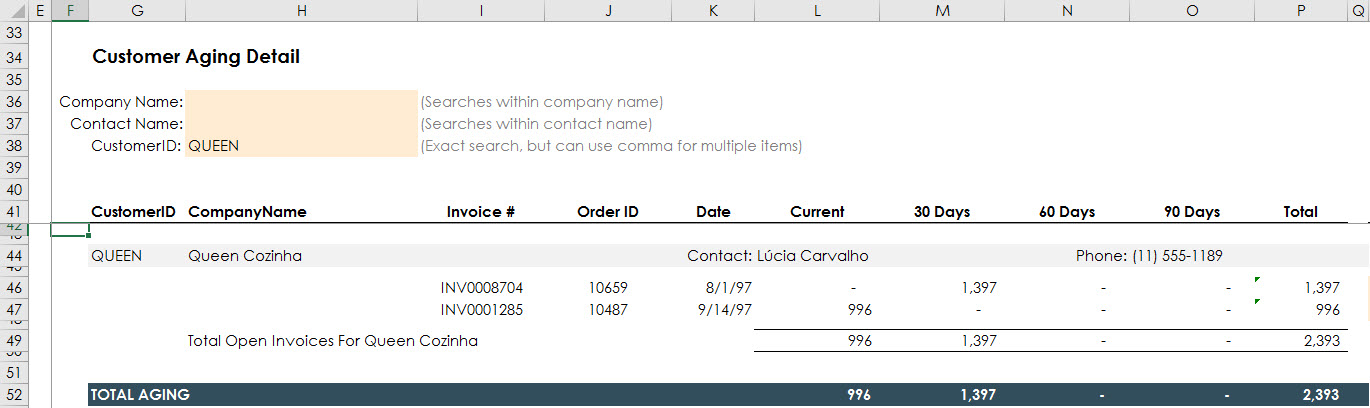 E F G H I J K L M N O P Q
33
34 Customer Aging Detail
35
36 Company Name: (Searches within company name)
37 Contact Name: (Searches within contact name)
38 CustomerID: QUEEN (Exact search, but can use comma for multiple items)
39
40
41 CustomerID CompanyName Invoice # Order ID Date Current 30 Days 60 Days 90 Days Total
42
44 QUEEN Queen Cozinha Contact: Lúcia Carvalho Phone: (11) 555-1189
46 INV0008704 10659 8/1/97 - 1,397 - - 1,397
47 INV0001285 10487 9/14/97 996 - - - 996
49 Total Open Invoices For Queen Cozinha 996 1,397 - - 2,393
51
52 TOTAL AGING 996 1,397 - - 2,393